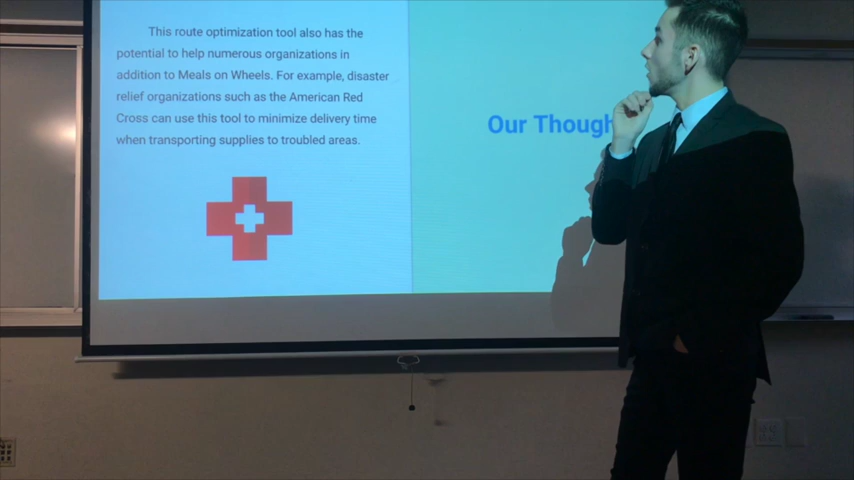 This route optimization tool also has the
potential to help numerous organizations in
addition to Meals on Wheels. For example, disaster
relief organizations such as the American Red
Cross can use this tool to minimize delivery time
when transporting supplies to troubled areas.
Our Though